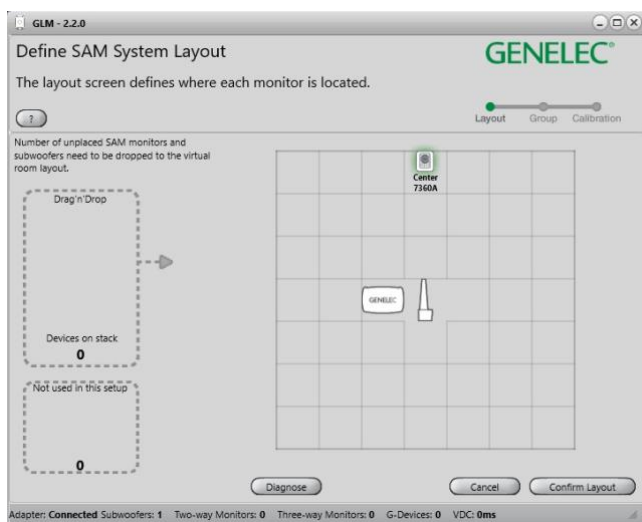 GLM - 2.2.0
Define SAM System Layout
GENELEC®
The layout screen defines where each monitor is located.
?
Layout Group Calibration
Number of unplaced SAM monitors and
subwoofers need to be dropped to the virtual
room layout.
Drag'n'Drop
Center
7360A
GENELEC
Devices on stack
0
Not used in this setup
0
Diagnose
Cancel
Confirm Layout
Adapter: Connected Subwoofers: 1 Two-way Monitors: 0 Three-way Monitors: 0 G-Devices: 0 VDC: 0ms